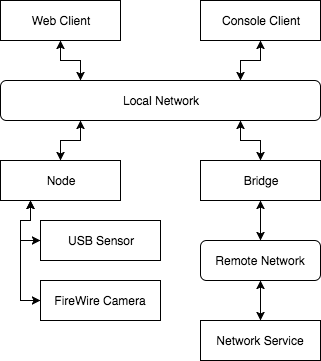 Web Client
Console Client
Local Network
Node
Bridge
USB Sensor
Remote Network
FireWire Camera
Network Service